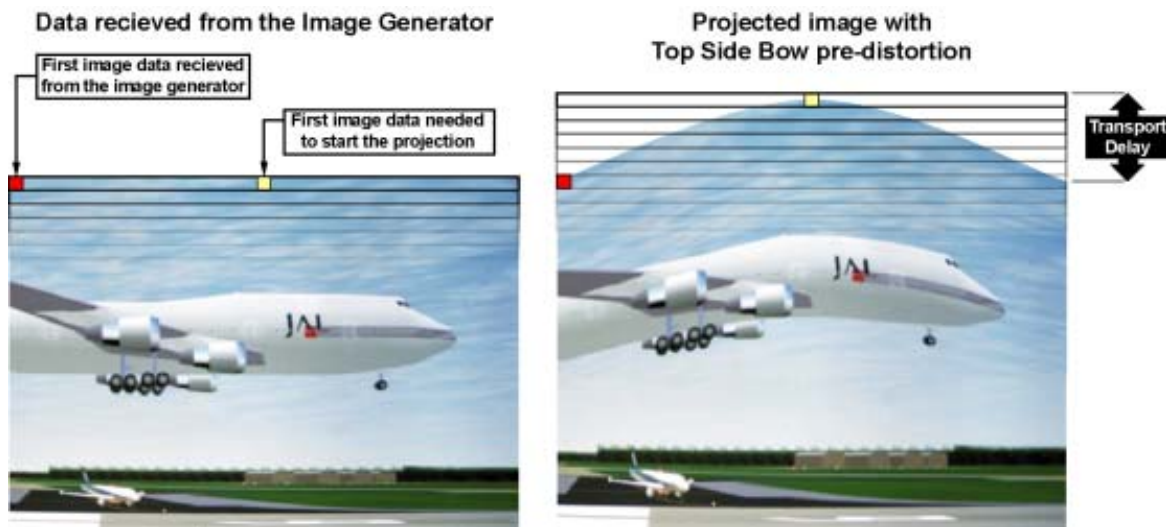 Data recieved from the Image Generator
First image data recieved
from the image generator
First image data needed
to start the projection
JAL
Projected image with
Top Side Bow pre-distortion
Transport
Delay
JAL